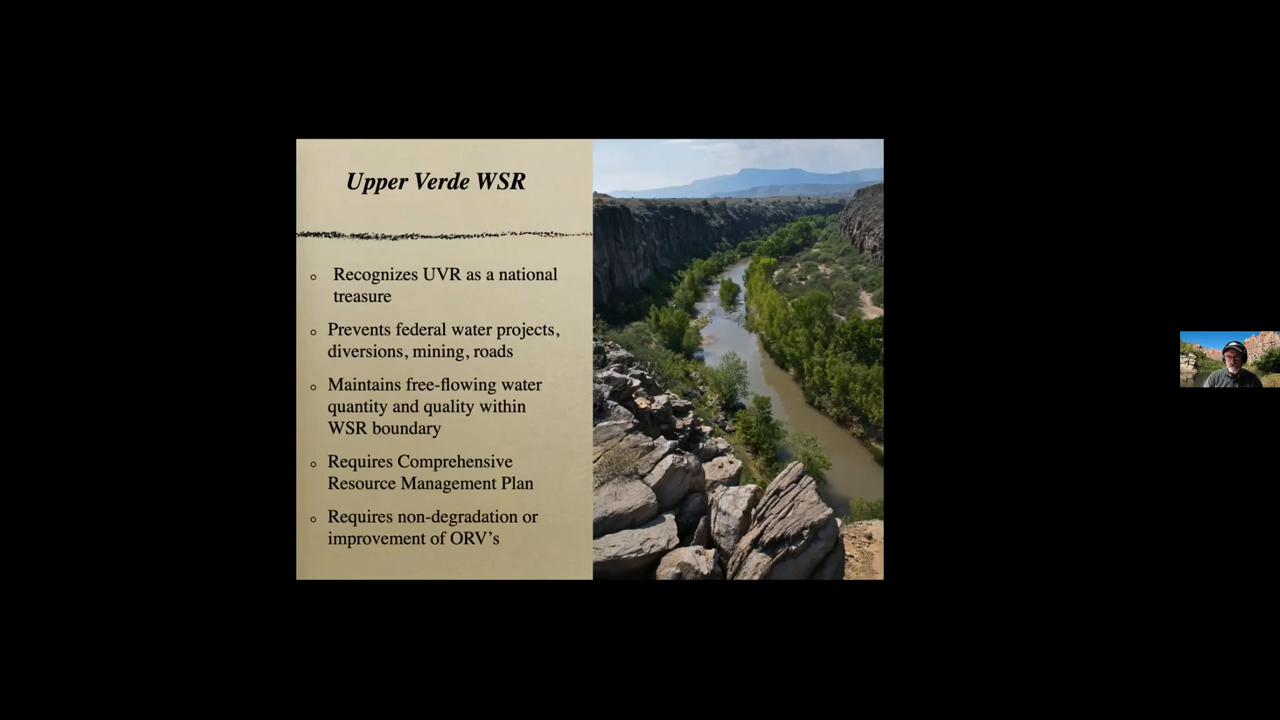 Upper Verde WSR
Recognizes UVR as a national
treasure
Prevents federal water projects,
diversions, mining, roads
Maintains free-flowing water
quantity and quality within
WSR boundary
Requires Comprehensive
Resource Management Plan
Requires non-degradation or
improvement of ORV's